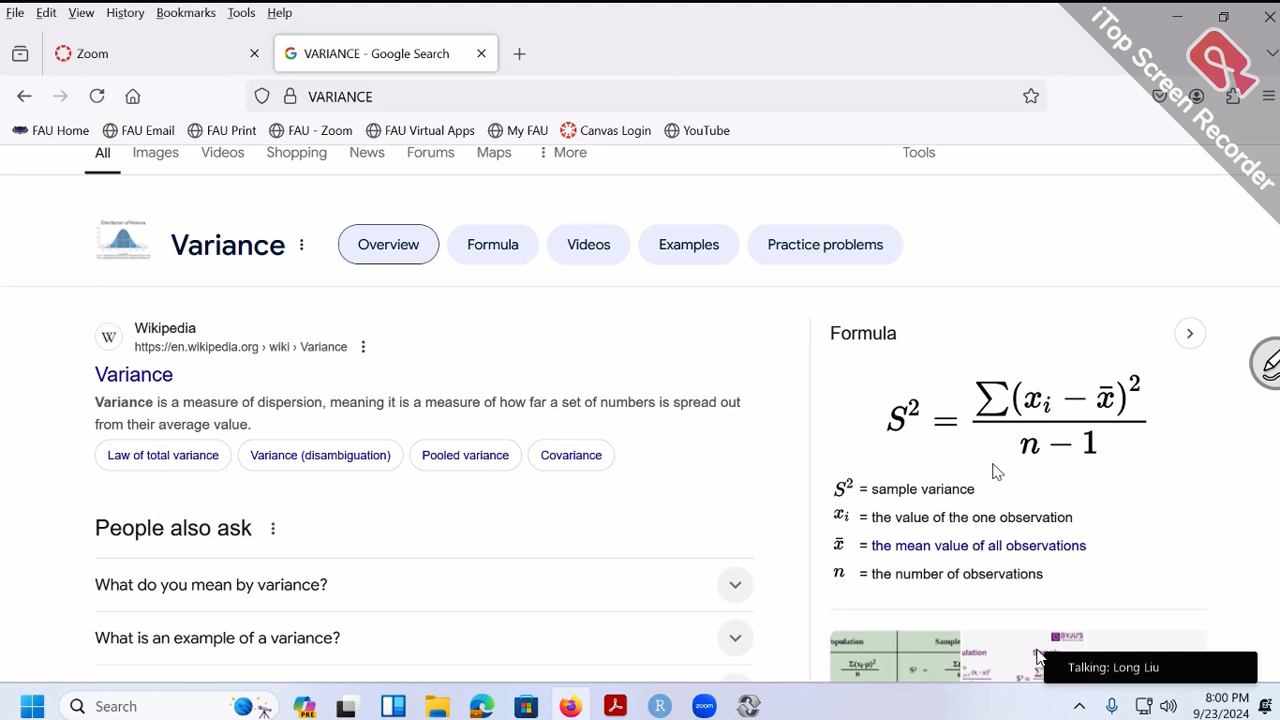 File Edit View History Bookmarks Tools Help
Zoom
VARIANCE - Google Search
VARIANCE
FAU Home FAU Email FAU Print FAU - Zoom FAU Virtual Apps My FAU Canvas Login YouTube
All Images Videos Shopping News Forums Maps More Tools
Variance Overview Formula Videos Examples Practice problems
Wikipedia
https://en.wikipedia.org › wiki › Variance
Variance
Variance is a measure of dispersion, meaning it is a measure of how far a set of numbers is spread out
from their average value.
Law of total variance Variance (disambiguation) Pooled variance Covariance
People also ask
What do you mean by variance?
What is an example of a variance?
Formula
S² = ∑(xᵢ − x̄)² / n − 1
S² = sample variance
xᵢ = the value of the one observation
x̄ = the mean value of all observations
n = the number of observations
BYJU'S
Talking: Long Liu
Search
PRE
8:00 PM
9/23/2024
iTop Screen Recorder